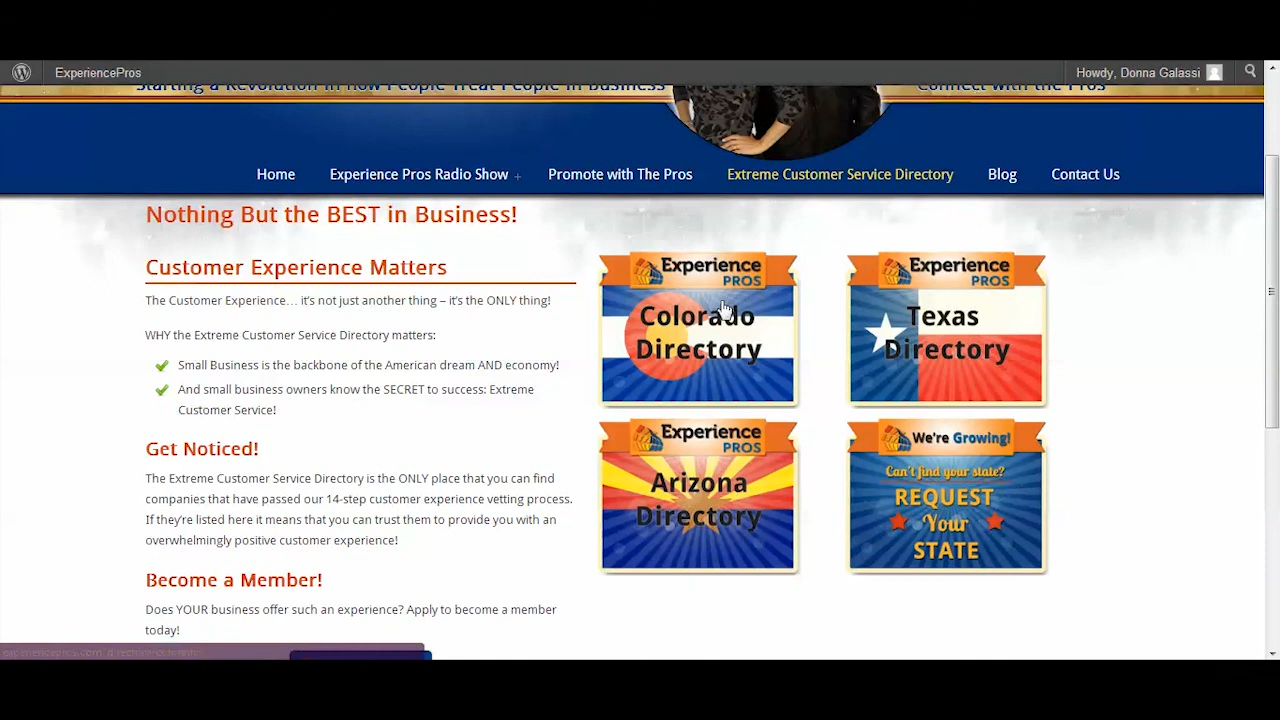 ExperiencePros
Howdy, Donna Galassi
Starting a Revolution in how People Treat People in Business
Connect with the Pros
Home
Experience Pros Radio Show +
Promote with The Pros
Extreme Customer Service Directory
Blog
Contact Us
Nothing But the BEST in Business!
Customer Experience Matters
The Customer Experience… it's not just another thing – it's the ONLY thing!
WHY the Extreme Customer Service Directory matters:
Small Business is the backbone of the American dream AND economy!
And small business owners know the SECRET to success: Extreme
Customer Service!
Get Noticed!
The Extreme Customer Service Directory is the ONLY place that you can find
companies that have passed our 14-step customer experience vetting process.
If they're listed here it means that you can trust them to provide you with an
overwhelmingly positive customer experience!
Become a Member!
Does YOUR business offer such an experience? Apply to become a member
today!
Experience
PROS
Colorado
Directory
Experience
PROS
Texas
Directory
Experience
PROS
Arizona
Directory
We're Growing!
Can't find your state?
REQUEST
Your
STATE